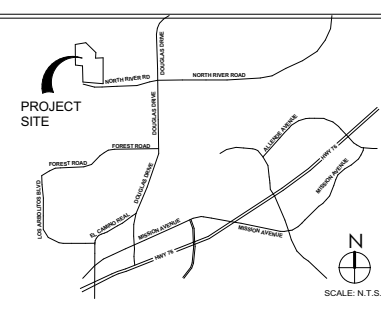 DOUGLAS DRIVE
NORTH RIVER RD
NORTH RIVER ROAD
PROJECT
SITE
DOUGLAS DRIVE
ALLENDE AVENUE
FOREST ROAD
HWY 76
FOREST ROAD
DOUGLAS DRIVE
MISSION AVENUE
LOS ARBOLITOS BLVD
EL CAMINO REAL
MISSION AVENUE
MISSION AVENUE
HWY 76
N
SCALE: N.T.S.